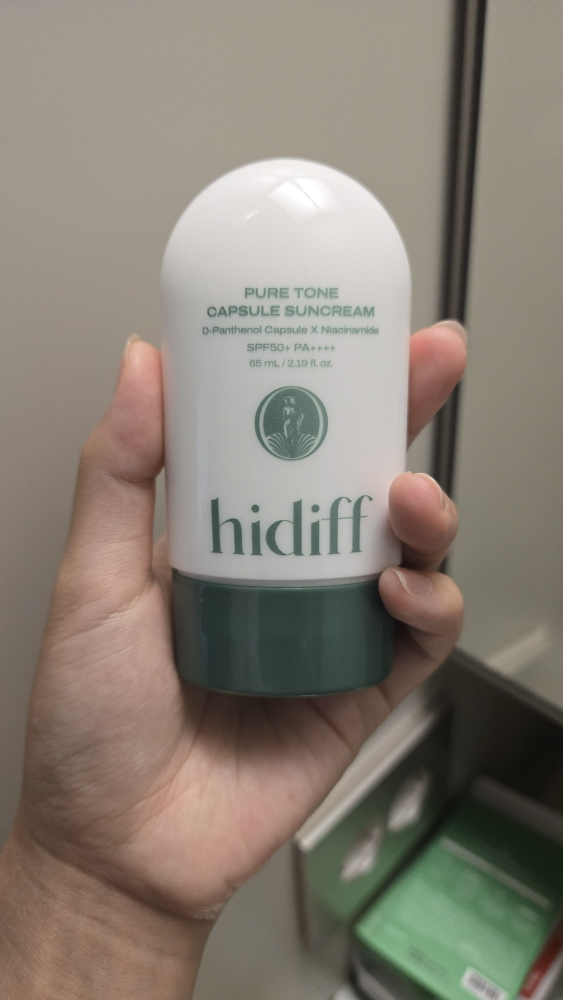 PURE TONE
CAPSULE SUNCREAM
D-Panthenol Capsule X Niacinamide
SPF50+ PA++++
65 mL / 2.19 fl. oz.
hidiff